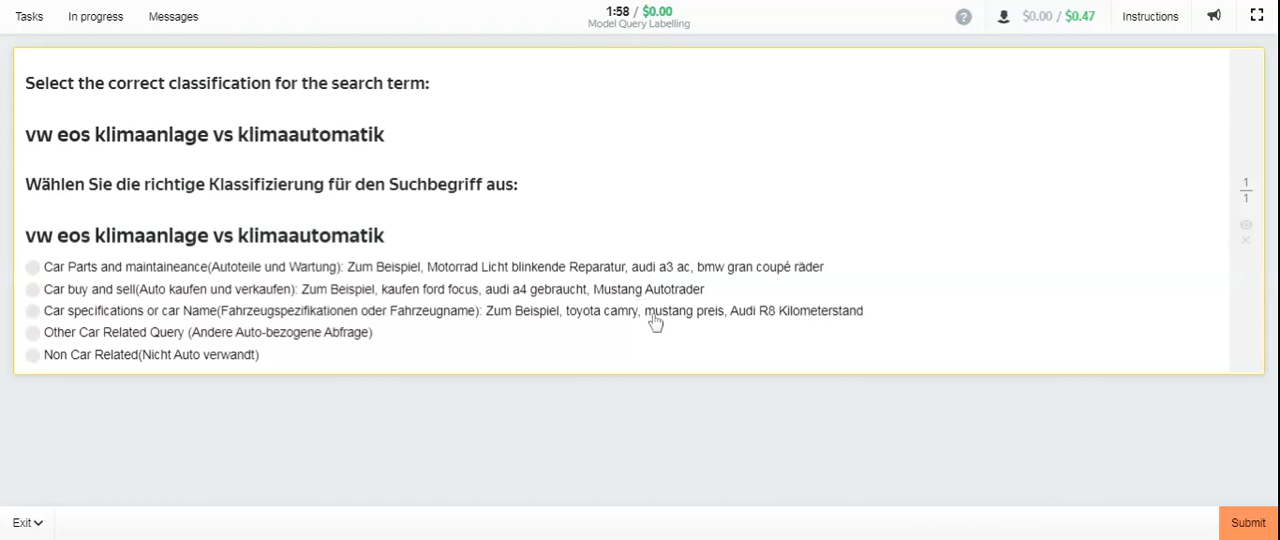 Tasks In progress Messages 1:58 / $0.00 ? $0.00 / $0.47 Instructions
Model Query Labelling
Select the correct classification for the search term:
vw eos klimaanlage vs klimaautomatik
Wählen Sie die richtige Klassifizierung für den Suchbegriff aus:
1
1
vw eos klimaanlage vs klimaautomatik
Car Parts and maintaineance(Autoteile und Wartung): Zum Beispiel, Motorrad Licht blinkende Reparatur, audi a3 ac, bmw gran coupé räder
Car buy and sell(Auto kaufen und verkaufen): Zum Beispiel, kaufen ford focus, audi a4 gebraucht, Mustang Autotrader
Car specifications or car Name(Fahrzeugspezifikationen oder Fahrzeugname): Zum Beispiel, toyota camry, mustang preis, Audi R8 Kilometerstand
Other Car Related Query (Andere Auto-bezogene Abfrage)
Non Car Related(Nicht Auto verwandt)
Exit Submit